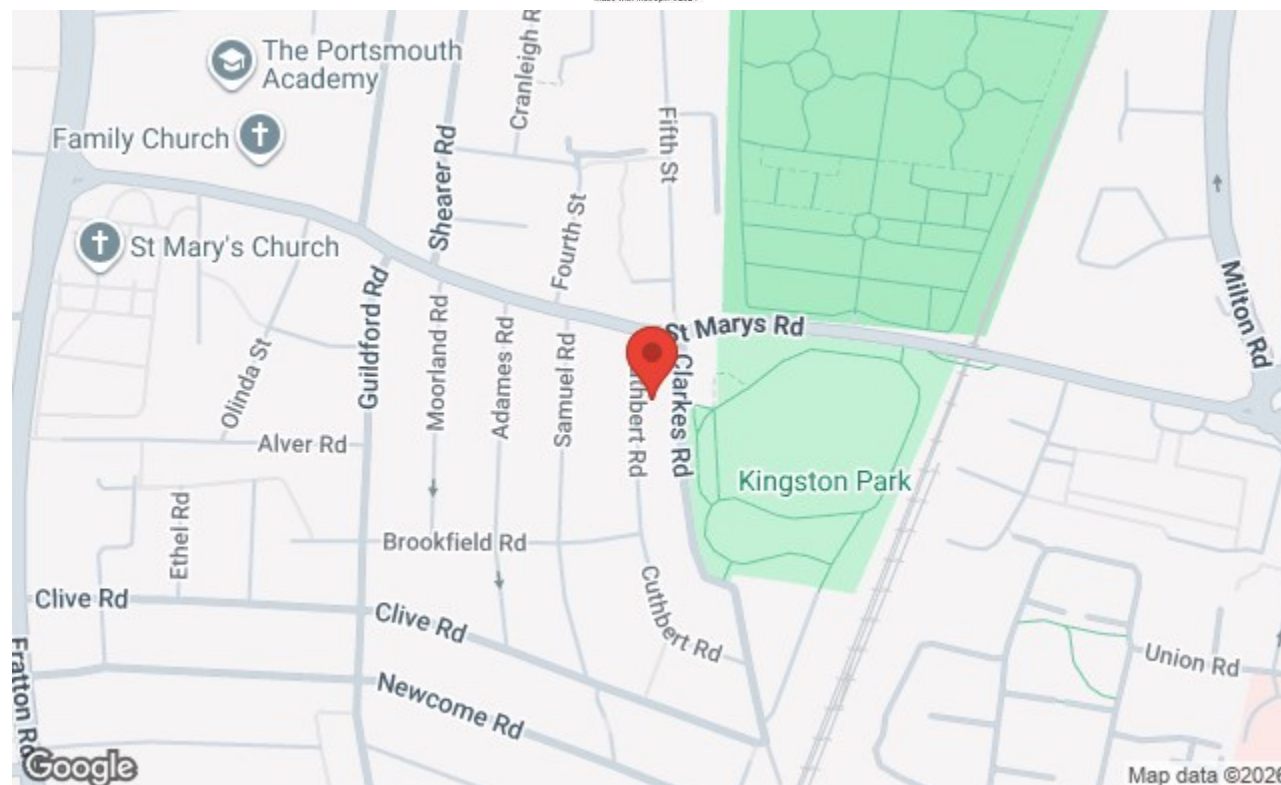 The Portsmouth
Academy
Family Church
St Mary's Church
Shearer Rd
Cranleigh R
Fifth St
Fourth St
Milton Rd
St Marys Rd
Guildford Rd
Olinda St
Moorland Rd
Adames Rd
Samuel Rd
thbert Rd
Clarkes Rd
Alver Rd
Kingston Park
Ethel Rd
Brookfield Rd
Clive Rd
Clive Rd
Cuthbert Rd
Union Rd
Fratton Rd
Newcome Rd
Google
Map data ©2026